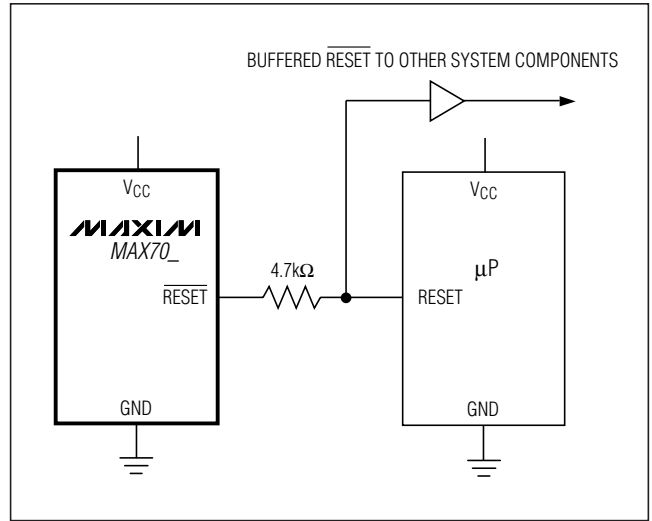 BUFFERED RESET TO OTHER SYSTEM COMPONENTS
VCC
MAXIM
MAX70_
RESET
GND
4.7kΩ
VCC
μP
RESET
GND